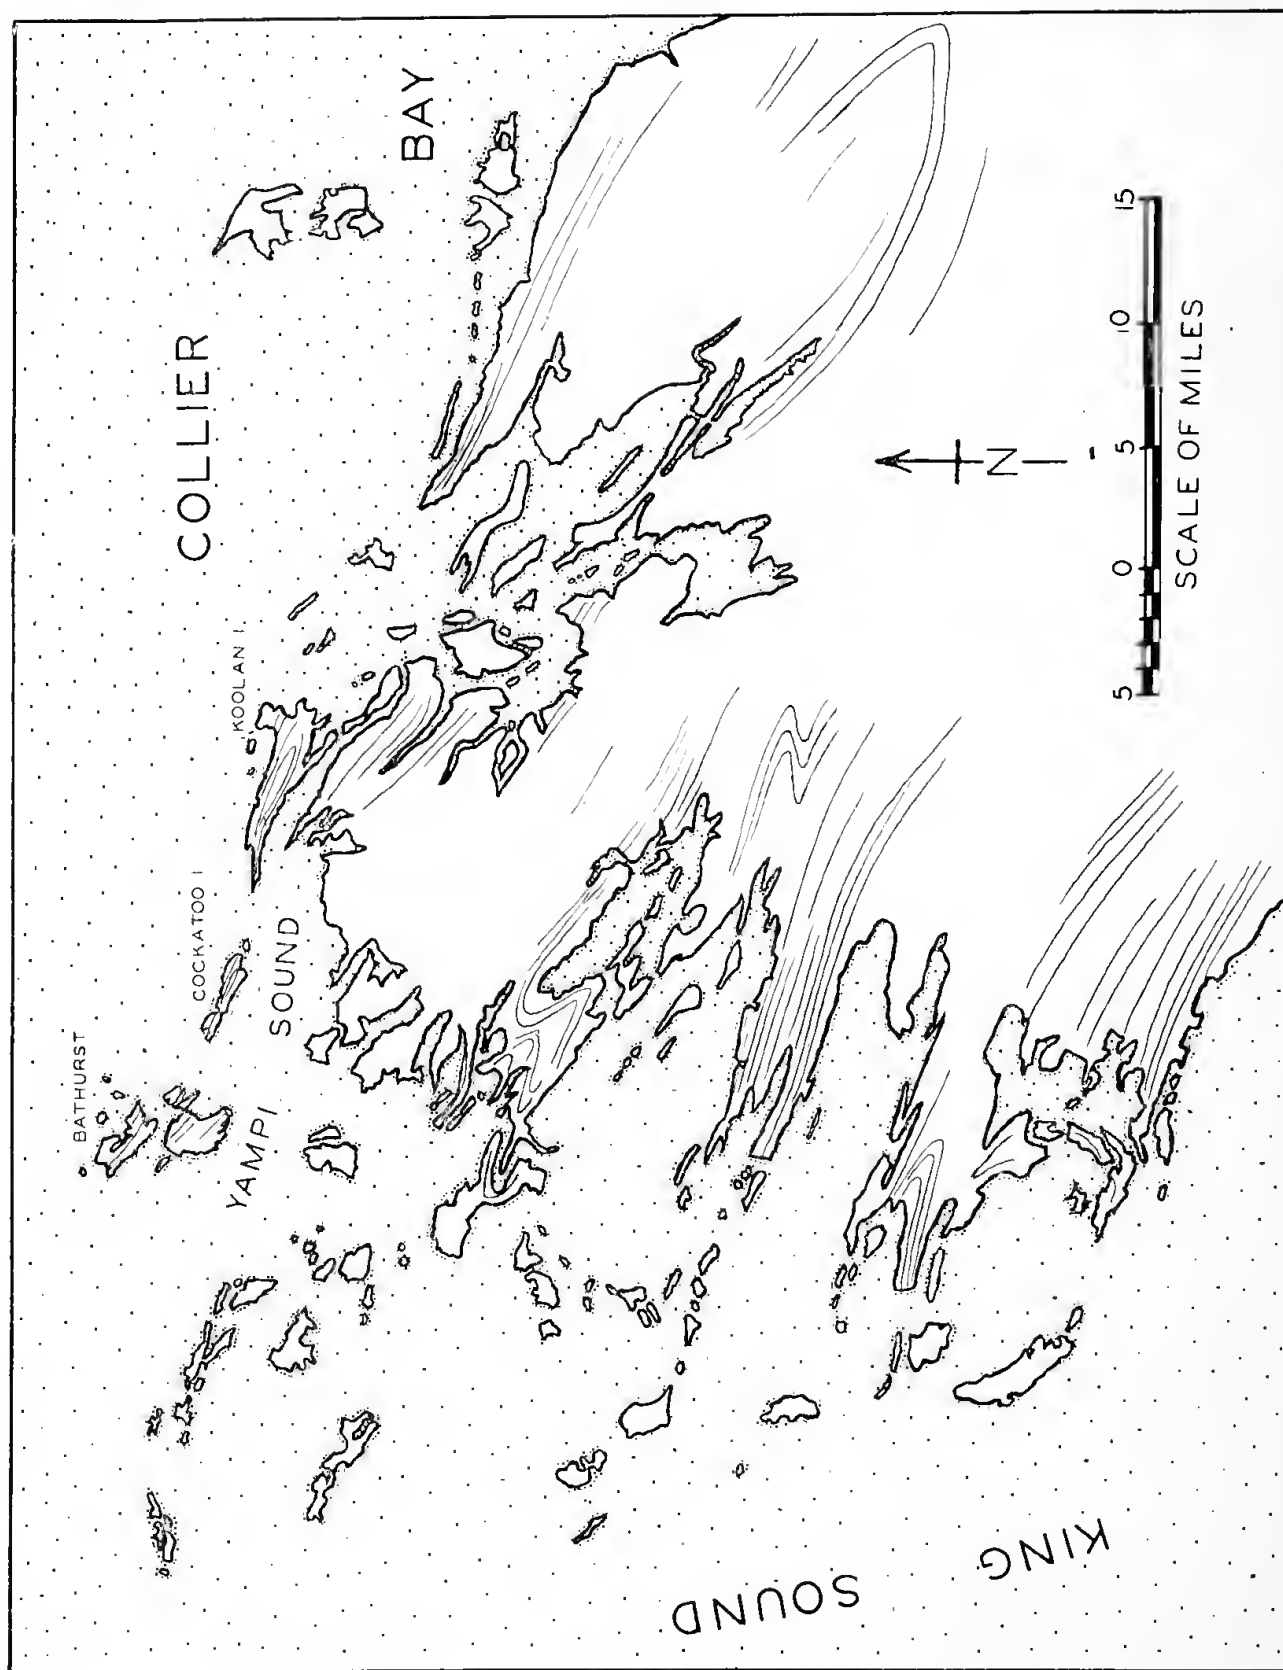 COLLIER
BAY
KOOLAN I.
COCKATOO I
BATHURST
YAMPI
SOUND
KING
SOUND
N
5 0 5 10 15
SCALE OF MILES